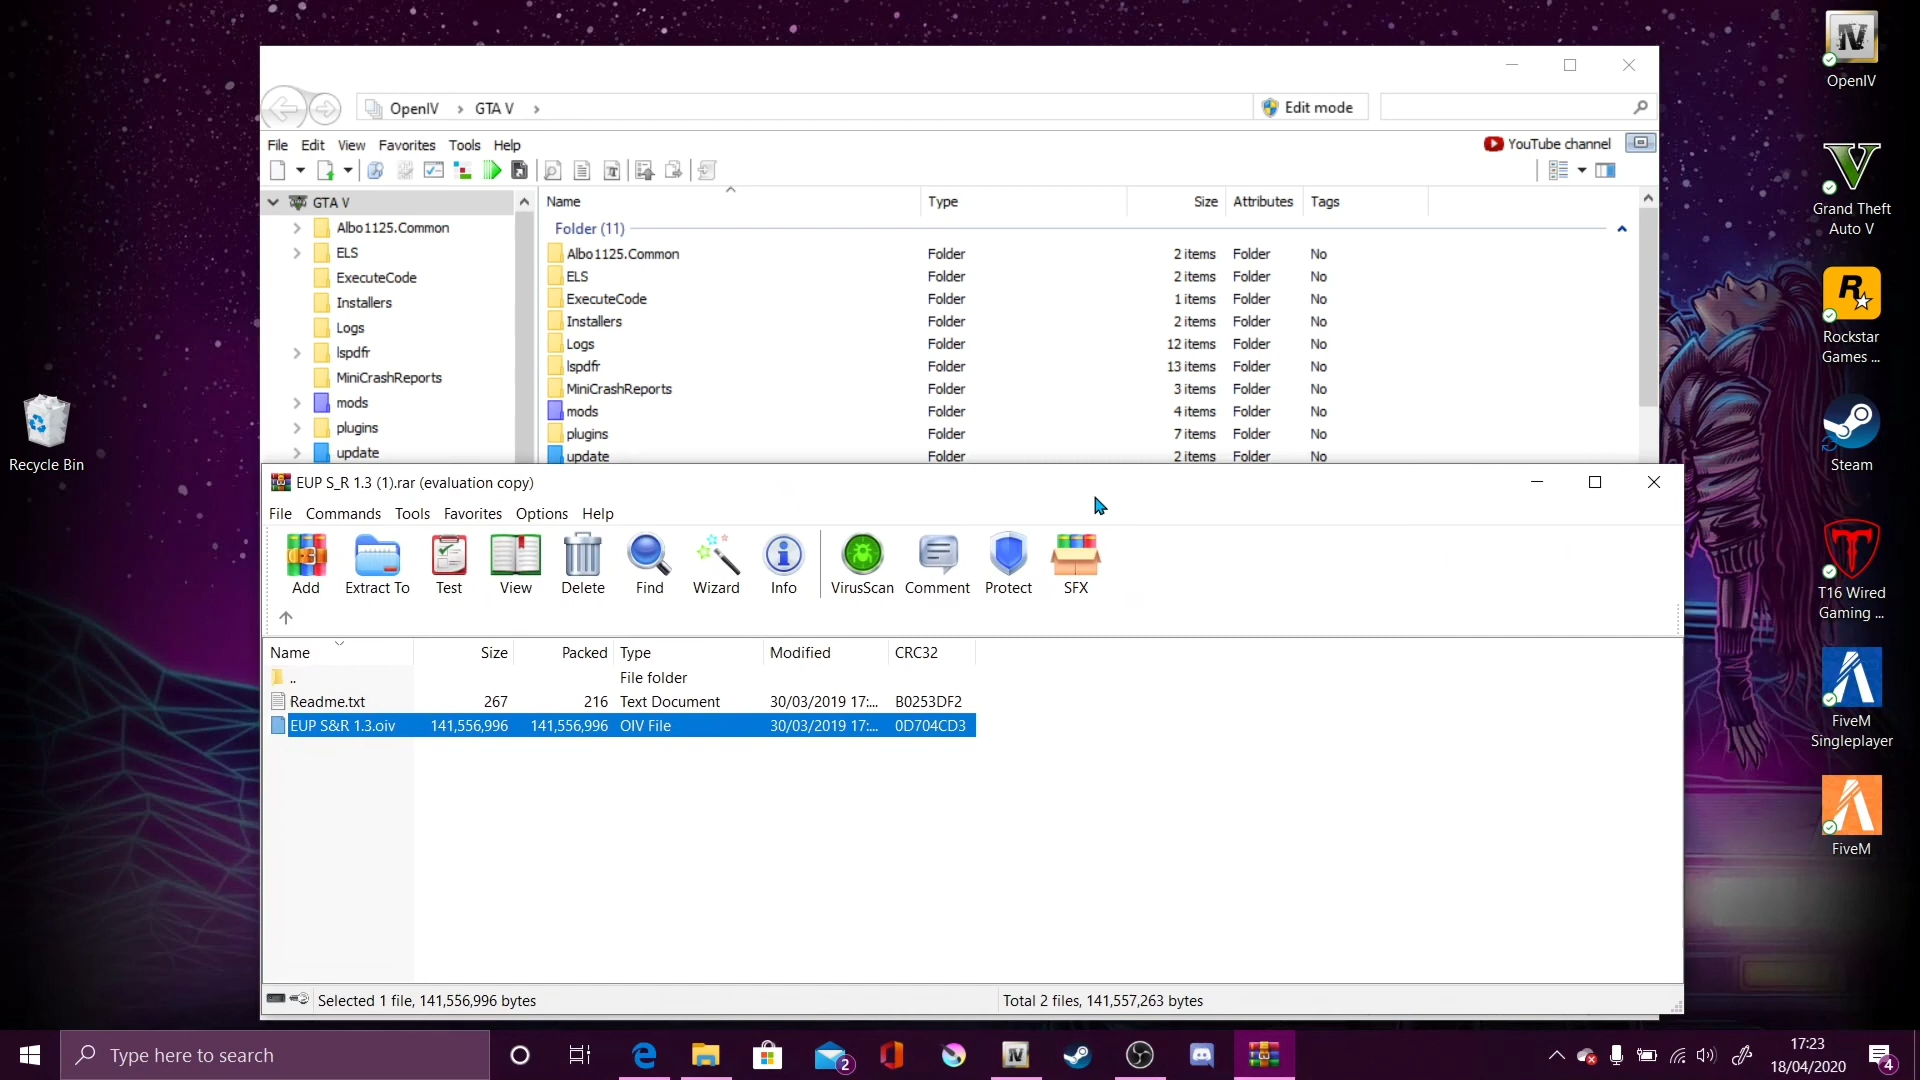 OpenIV
GTA V
Edit mode
File Edit View Favorites Tools Help
YouTube channel
GTA V
Albo1125.Common
ELS
ExecuteCode
Installers
Logs
lspdfr
MiniCrashReports
mods
plugins
update
Name Type Size Attributes Tags
Folder (11)
Albo1125.Common Folder 2 items Folder No
ELS Folder 2 items Folder No
ExecuteCode Folder 1 items Folder No
Installers Folder 2 items Folder No
Logs Folder 12 items Folder No
lspdfr Folder 13 items Folder No
MiniCrashReports Folder 3 items Folder No
mods Folder 4 items Folder No
plugins Folder 7 items Folder No
update Folder 2 items Folder No
EUP S_R 1.3 (1).rar (evaluation copy)
File Commands Tools Favorites Options Help
Add Extract To Test View Delete Find Wizard Info VirusScan Comment Protect SFX
Name Size Packed Type Modified CRC32
.. File folder
Readme.txt 267 216 Text Document 30/03/2019 17:... B0253DF2
EUP S&R 1.3.oiv 141,556,996 141,556,996 OIV File 30/03/2019 17:... 0D704CD3
Selected 1 file, 141,556,996 bytes
Total 2 files, 141,557,263 bytes
Recycle Bin
OpenIV
Grand Theft
Auto V
Rockstar
Games ...
Steam
T16 Wired
Gaming ...
FiveM
Singleplayer
FiveM
Type here to search
2
17:23
18/04/2020
4